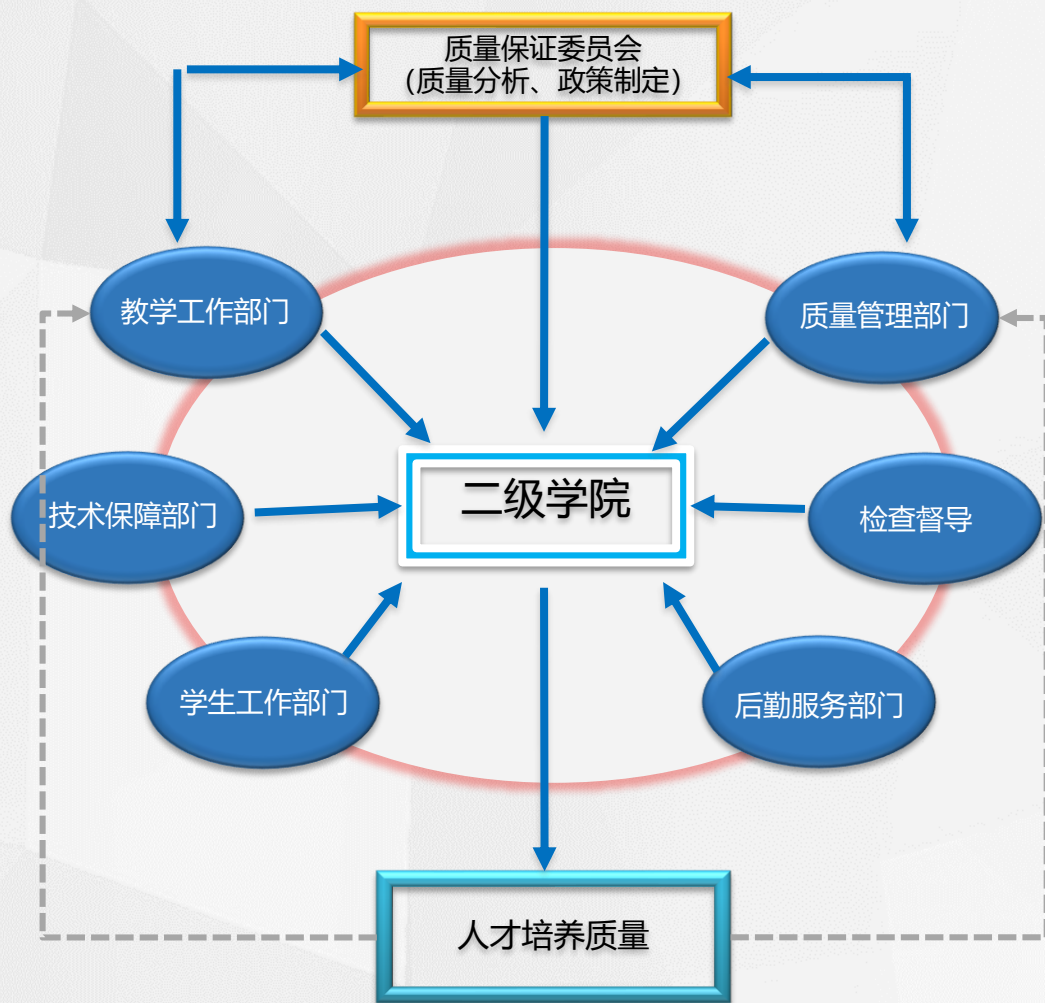 质量保证委员会
（质量分析、政策制定）
教学工作部门
质量管理部门
二级学院
技术保障部门
检查督导
学生工作部门
后勤服务部门
人才培养质量